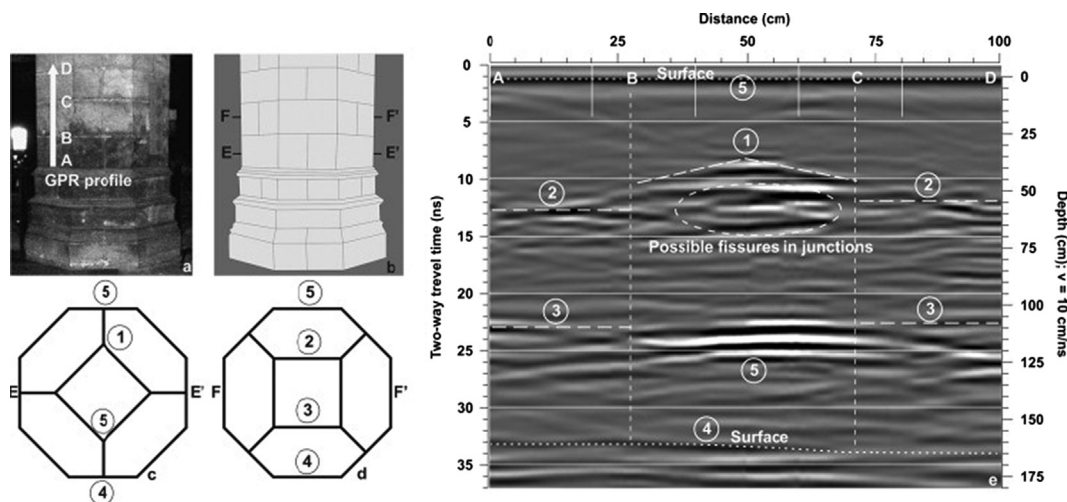 D
C
B
A
GPR profile
a
F F'
E E'
b
5
1
E E'
5
c
4
5
2
F F'
3
4
d
Distance (cm)
0 25 50 75 100
Two-way trevel time (ns)
0
5
10
15
20
25
30
35
Depth (cm); v = 10 cm/ns
0
25
50
75
100
125
150
175
A B Surface C D
5
1
2 2
Possible fissures in junctions
3 3
5
4 Surface
e